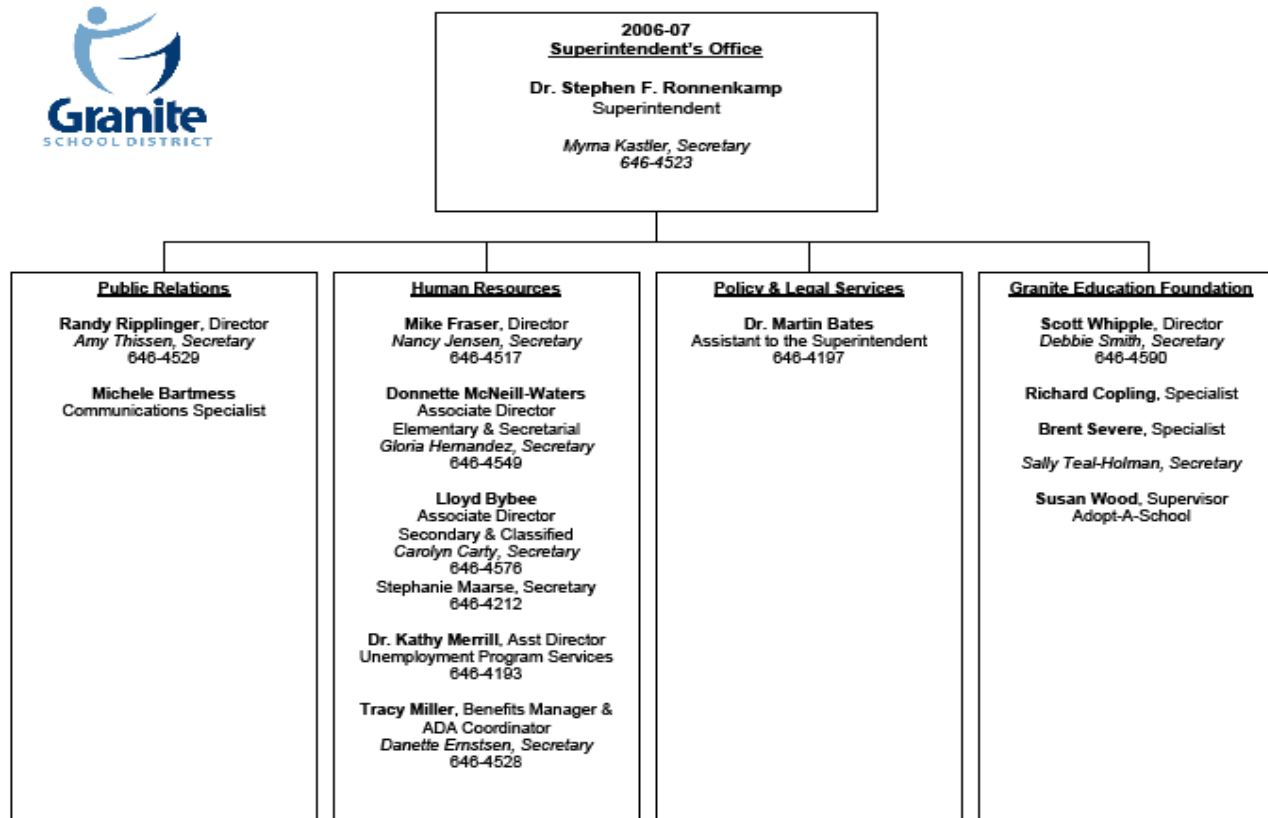 Granite
SCHOOL DISTRICT
2006-07
Superintendent's Office
Dr. Stephen F. Ronnenkamp
Superintendent
Myrna Kastler, Secretary
646-4523
Public Relations
Randy Ripplinger, Director
Amy Thissen, Secretary
646-4529
Michele Bartmess
Communications Specialist
Human Resources
Mike Fraser, Director
Nancy Jensen, Secretary
646-4517
Donnette McNeill-Waters
Associate Director
Elementary & Secretarial
Gloria Hernandez, Secretary
646-4549
Lloyd Bybee
Associate Director
Secondary & Classified
Carolyn Carty, Secretary
646-4576
Stephanie Maarse, Secretary
646-4212
Dr. Kathy Merrill, Asst Director
Unemployment Program Services
646-4193
Tracy Miller, Benefits Manager &
ADA Coordinator
Danette Ernstsen, Secretary
646-4528
Policy & Legal Services
Dr. Martin Bates
Assistant to the Superintendent
646-4197
Granite Education Foundation
Scott Whipple, Director
Debbie Smith, Secretary
646-4590
Richard Copling, Specialist
Brent Severe, Specialist
Sally Teal-Holman, Secretary
Susan Wood, Supervisor
Adopt-A-School